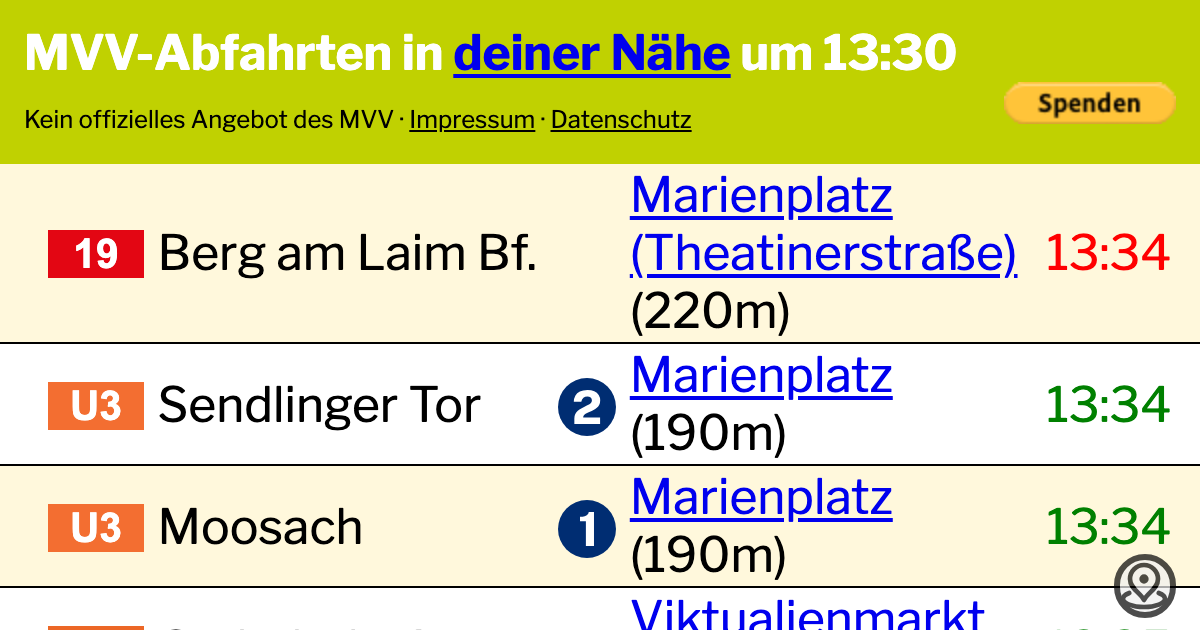 MVV-Abfahrten in deiner Nähe um 13:30
Kein offizielles Angebot des MVV · Impressum · Datenschutz
Spenden
Marienplatz
19 Berg am Laim Bf. (Theatinerstraße) 13:34
(220m)
Marienplatz
U3 Sendlinger Tor 2 13:34
(190m)
Marienplatz
U3 Moosach 1 13:34
(190m)
Viktualienmarkt